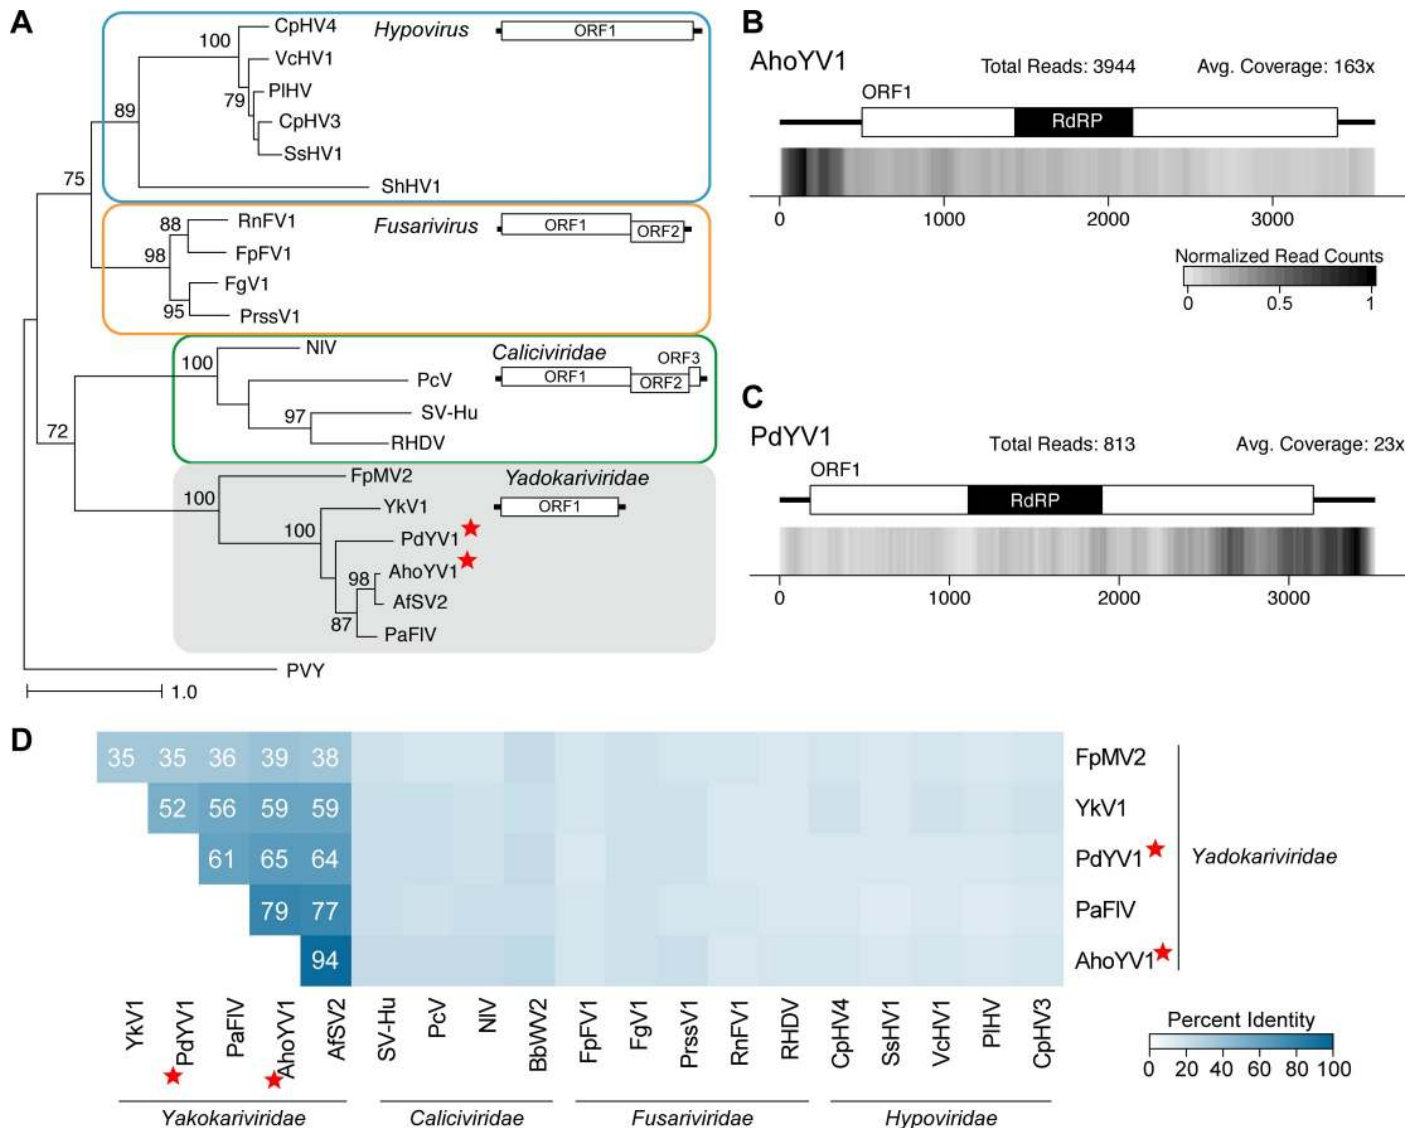 A
CpHV4
Hypovirus
ORF1
100
VcHV1
79
PlHV
89
CpHV3
SsHV1
75
ShHV1
RnFV1
Fusarivirus
ORF1
ORF2
88
98
FpFV1
FgV1
95
PrssV1
NIV
Caliciviridae
ORF3
100
ORF1
ORF2
PcV
97
SV-Hu
RHDV
72
FpMV2
Yadokariviridae
100
YkV1
ORF1
100
PdYV1
AhoYV1
98
AfSV2
87
PaFlV
PVY
1.0
B
AhoYV1
Total Reads: 3944 Avg. Coverage: 163x
ORF1
RdRP
0 1000 2000 3000
Normalized Read Counts
0 0.5 1
C
PdYV1
Total Reads: 813 Avg. Coverage: 23x
ORF1
RdRP
0 1000 2000 3000
D
35 35 36 39 38 FpMV2
52 56 59 59 YkV1
61 65 64 PdYV1
79 77 PaFlV
94 AhoYV1
Yadokariviridae
YkV1 PdYV1 PaFlV AhoYV1 AfSV2 SV-Hu PcV NIV BbWV2 FpFV1 FgV1 PrssV1 RnFV1 RHDV CpHV4 SsHV1 VcHV1 PlHV CpHV3
Yakokariviridae Caliciviridae Fusariviridae Hypoviridae
Percent Identity
0 20 40 60 80 100